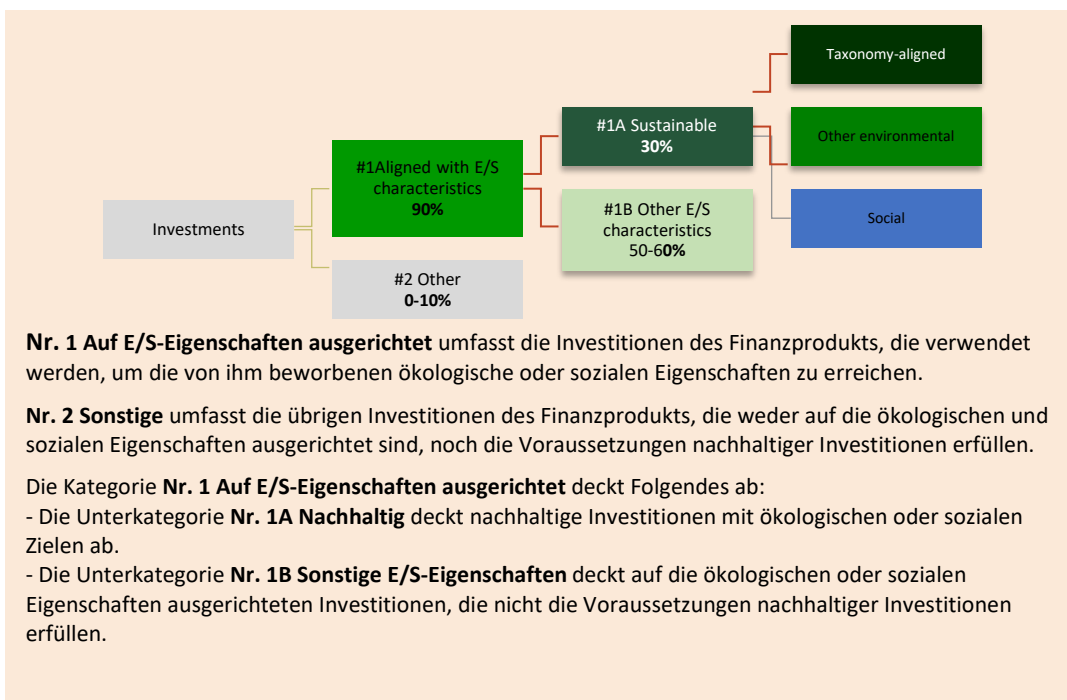 Taxonomy-aligned
#1A Sustainable
30%
Other environmental
#1Aligned with E/S
characteristics
90%
#1B Other E/S
characteristics
50-60%
Social
Investments
#2 Other
0-10%
Nr. 1 Auf E/S-Eigenschaften ausgerichtet umfasst die Investitionen des Finanzprodukts, die verwendet
werden, um die von ihm beworbenen ökologische oder sozialen Eigenschaften zu erreichen.
Nr. 2 Sonstige umfasst die übrigen Investitionen des Finanzprodukts, die weder auf die ökologischen und
sozialen Eigenschaften ausgerichtet sind, noch die Voraussetzungen nachhaltiger Investitionen erfüllen.
Die Kategorie Nr. 1 Auf E/S-Eigenschaften ausgerichtet deckt Folgendes ab:
- Die Unterkategorie Nr. 1A Nachhaltig deckt nachhaltige Investitionen mit ökologischen oder sozialen
Zielen ab.
- Die Unterkategorie Nr. 1B Sonstige E/S-Eigenschaften deckt auf die ökologischen oder sozialen
Eigenschaften ausgerichteten Investitionen, die nicht die Voraussetzungen nachhaltiger Investitionen
erfüllen.